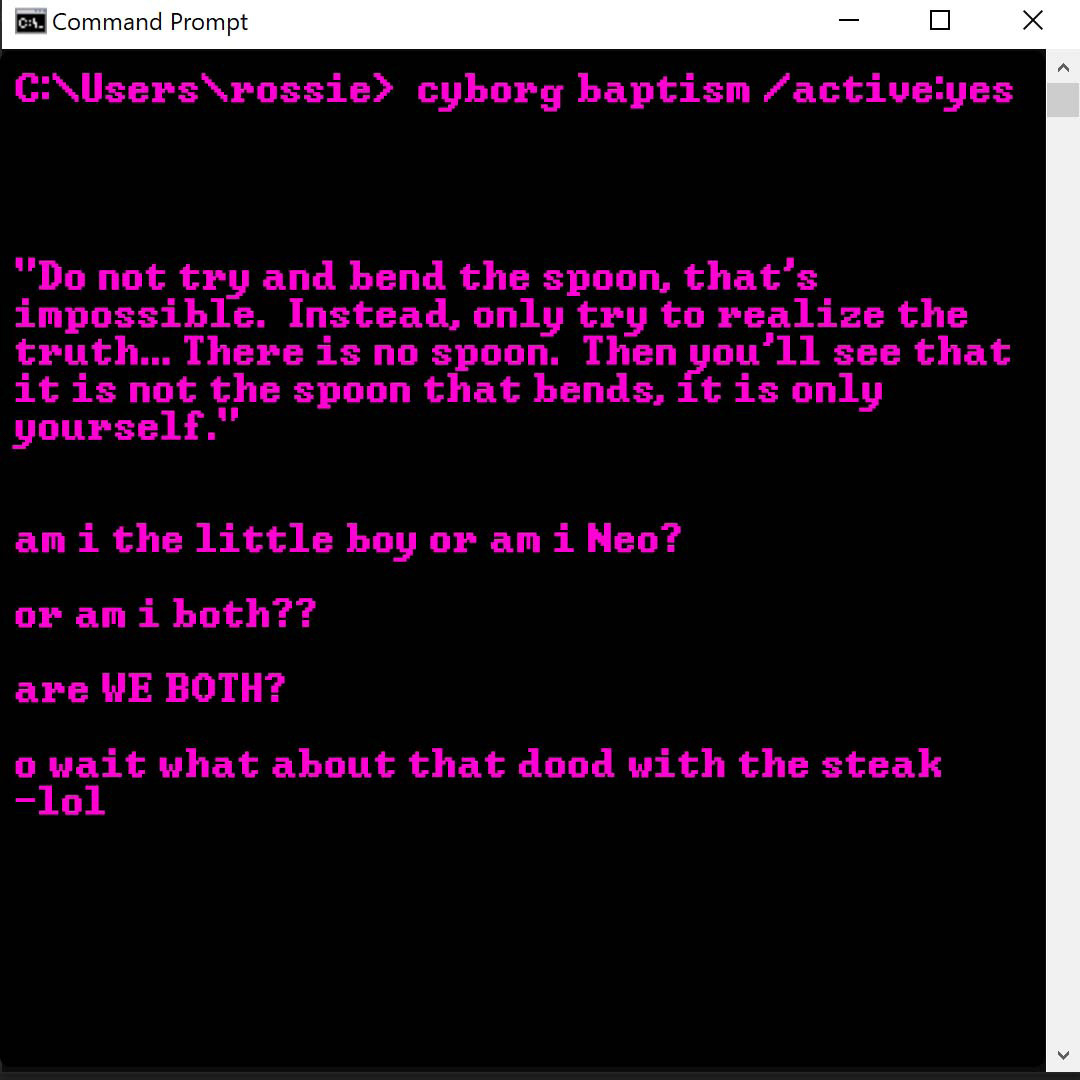 Command Prompt
C:\Users\rossie> cyborg baptism /active:yes
"Do not try and bend the spoon, that's
impossible. Instead, only try to realize the
truth... There is no spoon. Then you'll see that
it is not the spoon that bends, it is only
yourself."
am i the little boy or am i Neo?
or am i both??
are WE BOTH?
o wait what about that dood with the steak
-lol